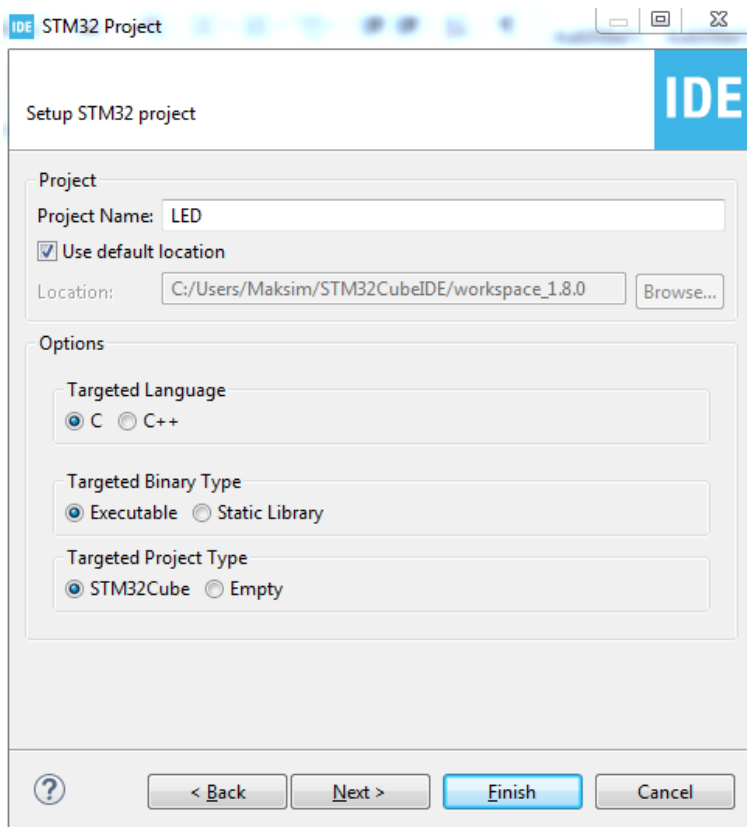 IDE STM32 Project
Setup STM32 project
IDE
Project
Project Name: LED
Use default location
Location: C:/Users/Maksim/STM32CubeIDE/workspace_1.8.0 Browse...
Options
Targeted Language
C C++
Targeted Binary Type
Executable Static Library
Targeted Project Type
STM32Cube Empty
? < Back Next > Finish Cancel